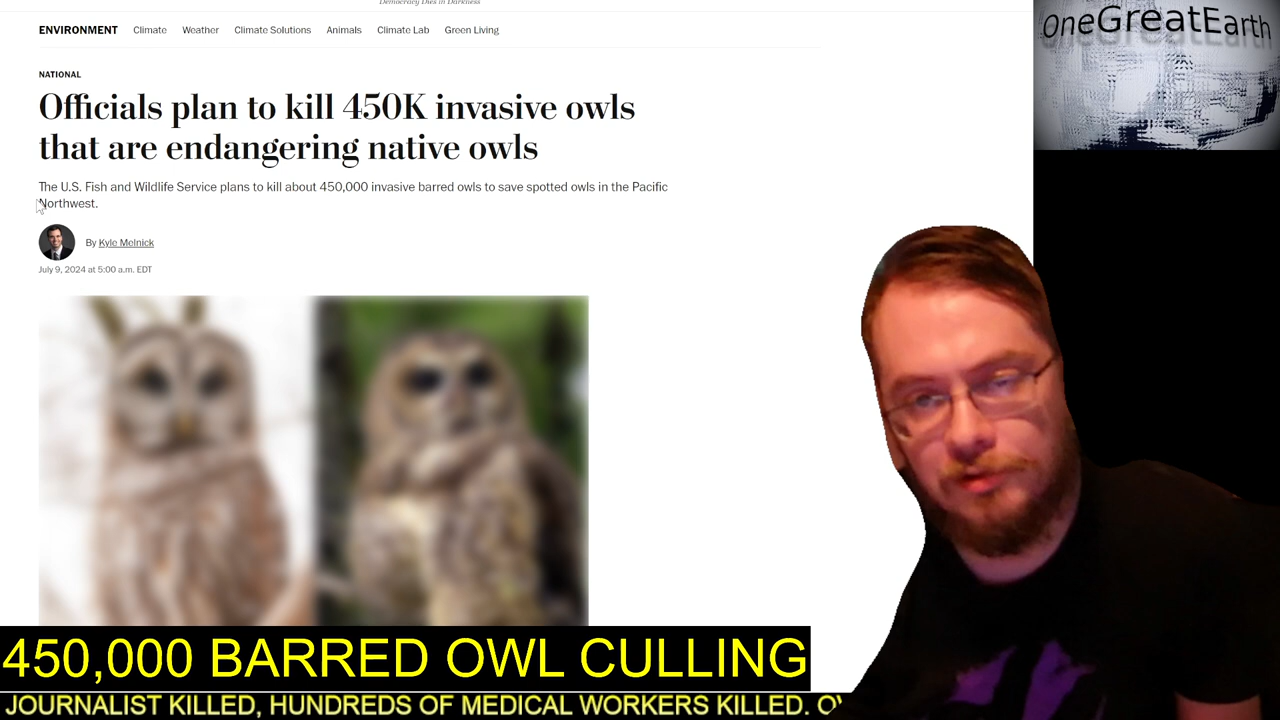 Democracy Dies in Darkness
OneGreatEarth
ENVIRONMENT Climate Weather Climate Solutions Animals Climate Lab Green Living
NATIONAL
Officials plan to kill 450K invasive owls
that are endangering native owls
The U.S. Fish and Wildlife Service plans to kill about 450,000 invasive barred owls to save spotted owls in the Pacific
Northwest.
By Kyle Melnick
July 9, 2024 at 5:00 a.m. EDT
450,000 BARRED OWL CULLING
JOURNALIST KILLED, HUNDREDS OF MEDICAL WORKERS KILLED.